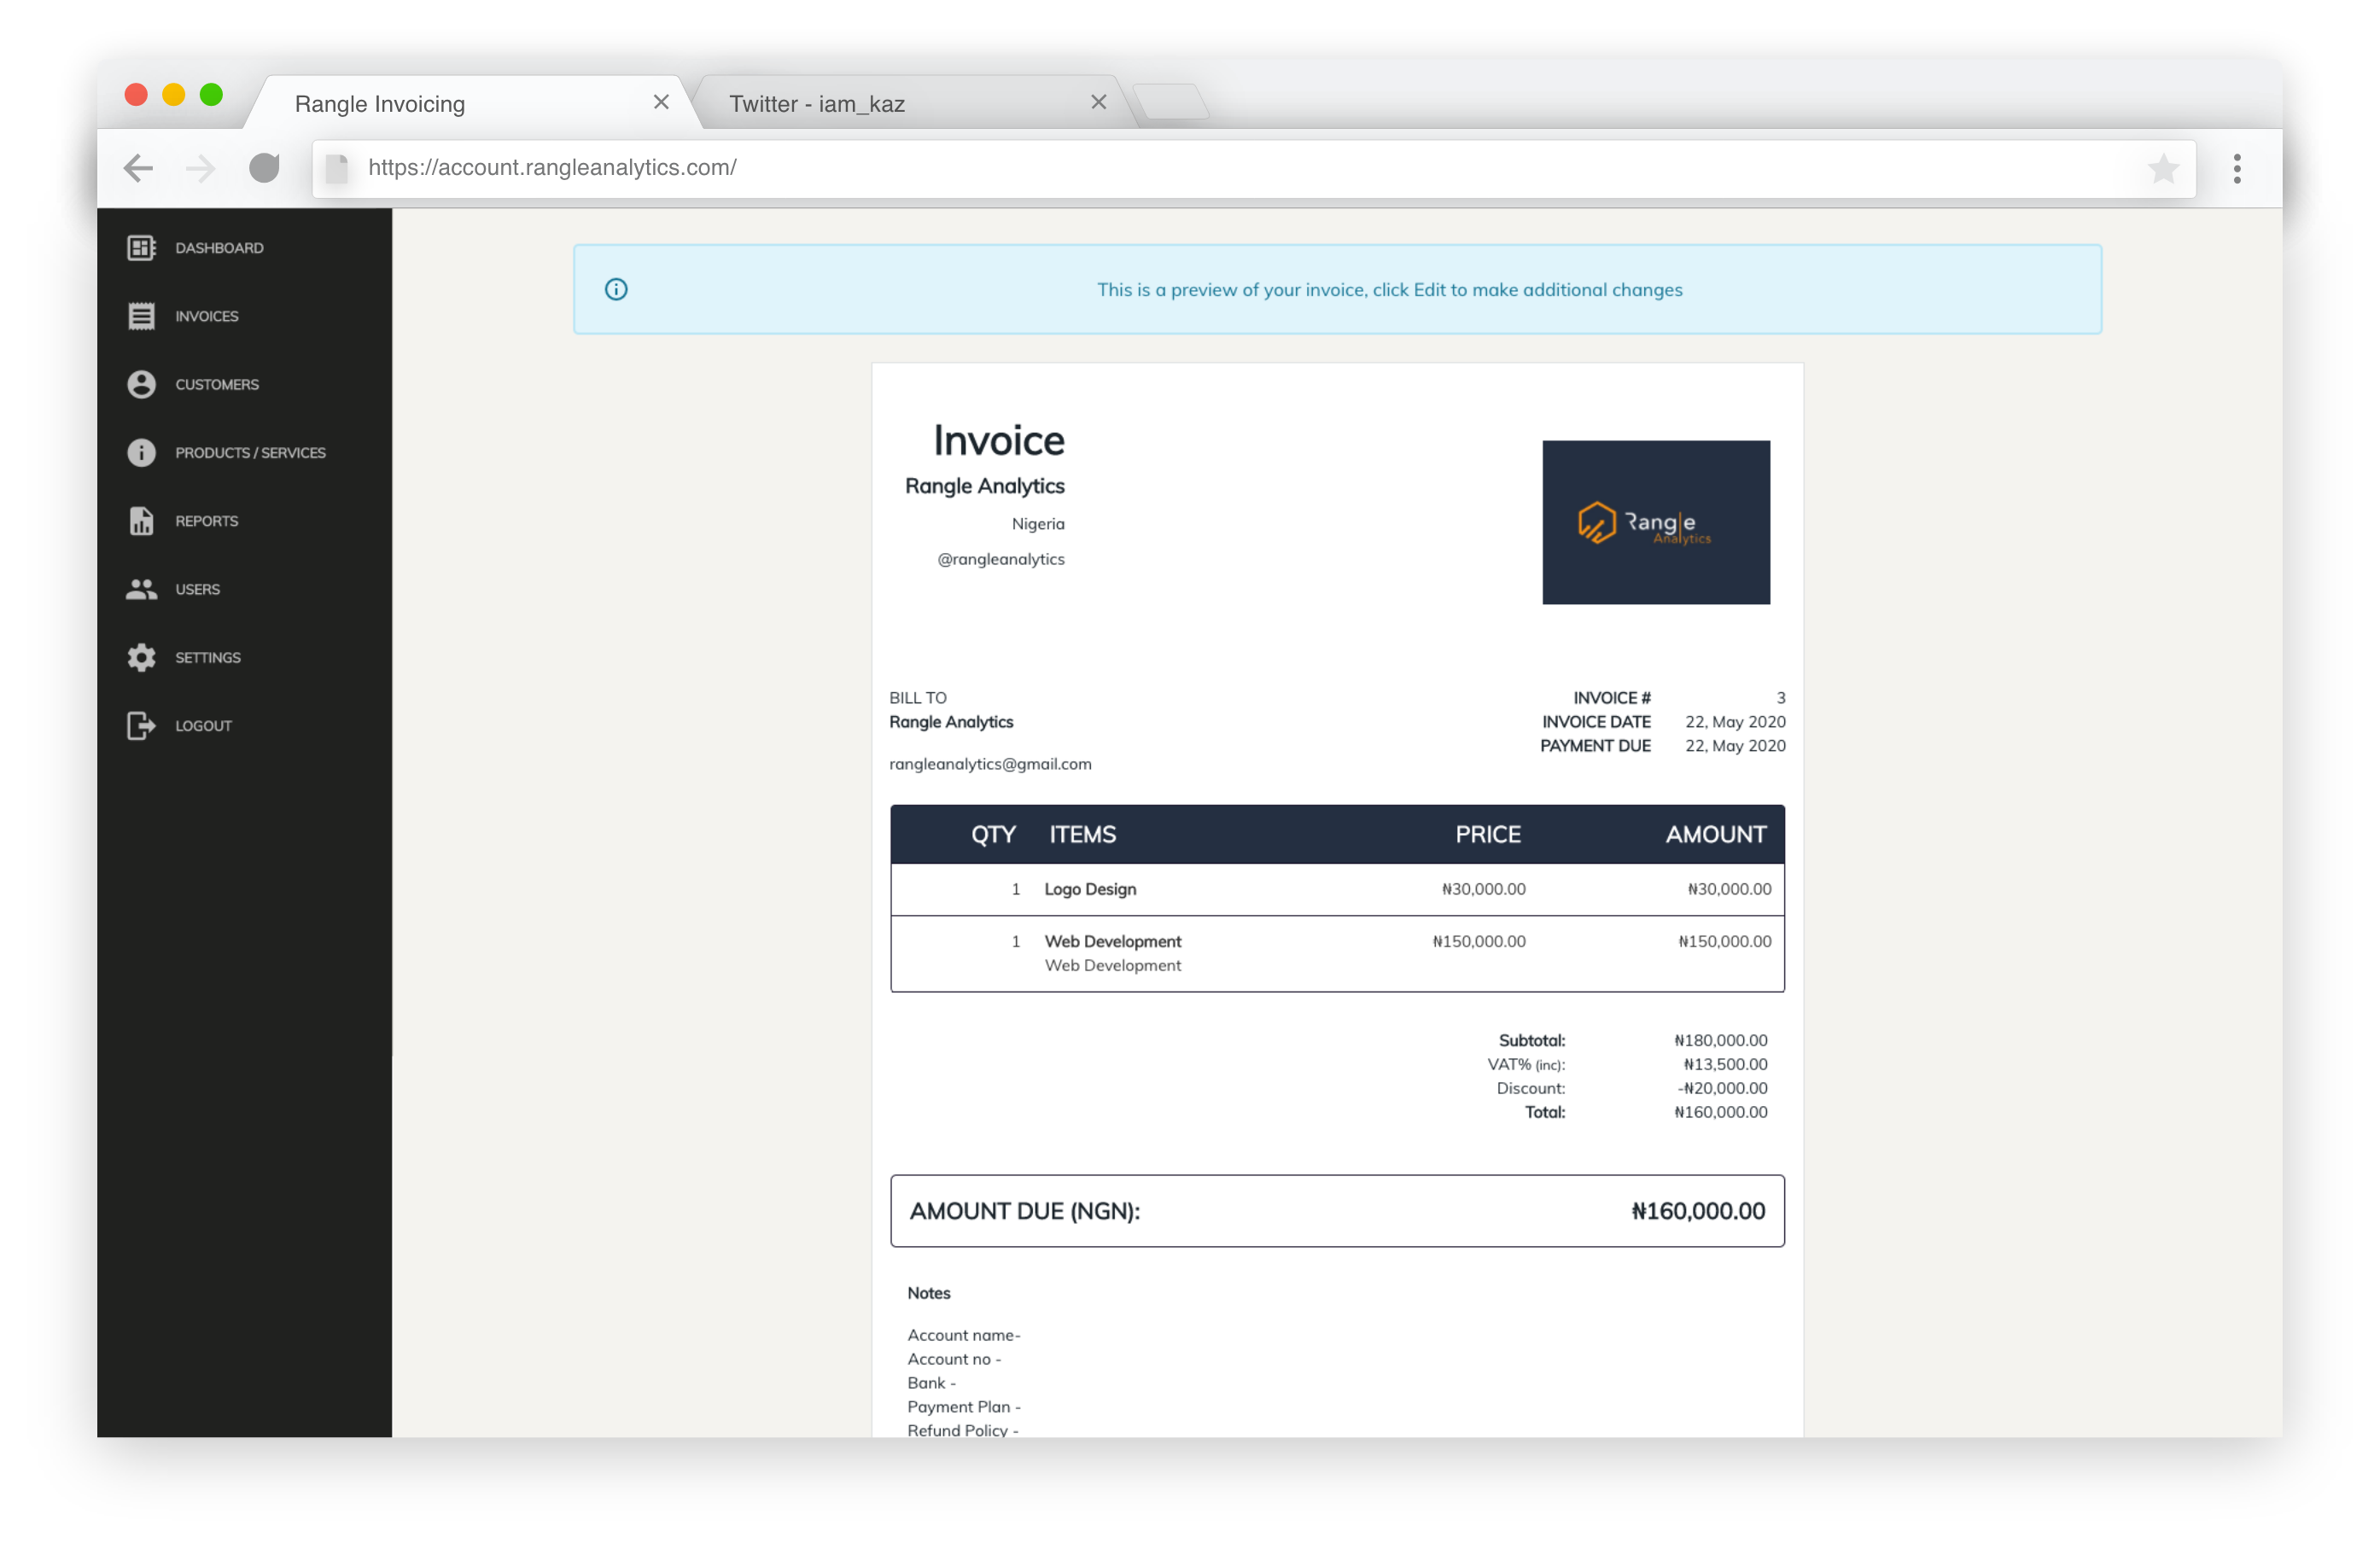 Rangle Invoicing
Twitter - iam_kaz
https://account.rangleanalytics.com/
DASHBOARD
INVOICES
CUSTOMERS
PRODUCTS / SERVICES
REPORTS
USERS
SETTINGS
LOGOUT
This is a preview of your invoice, click Edit to make additional changes
Invoice
Rangle Analytics
Nigeria
@rangleanalytics
Rangle
Analytics
BILL TO
Rangle Analytics
rangleanalytics@gmail.com
INVOICE # 3
INVOICE DATE 22, May 2020
PAYMENT DUE 22, May 2020
QTY ITEMS PRICE AMOUNT
1 Logo Design ₦30,000.00 ₦30,000.00
1 Web Development ₦150,000.00 ₦150,000.00
Web Development
Subtotal: ₦180,000.00
VAT% (inc): ₦13,500.00
Discount: -₦20,000.00
Total: ₦160,000.00
AMOUNT DUE (NGN): ₦160,000.00
Notes
Account name-
Account no -
Bank -
Payment Plan -
Refund Policy -